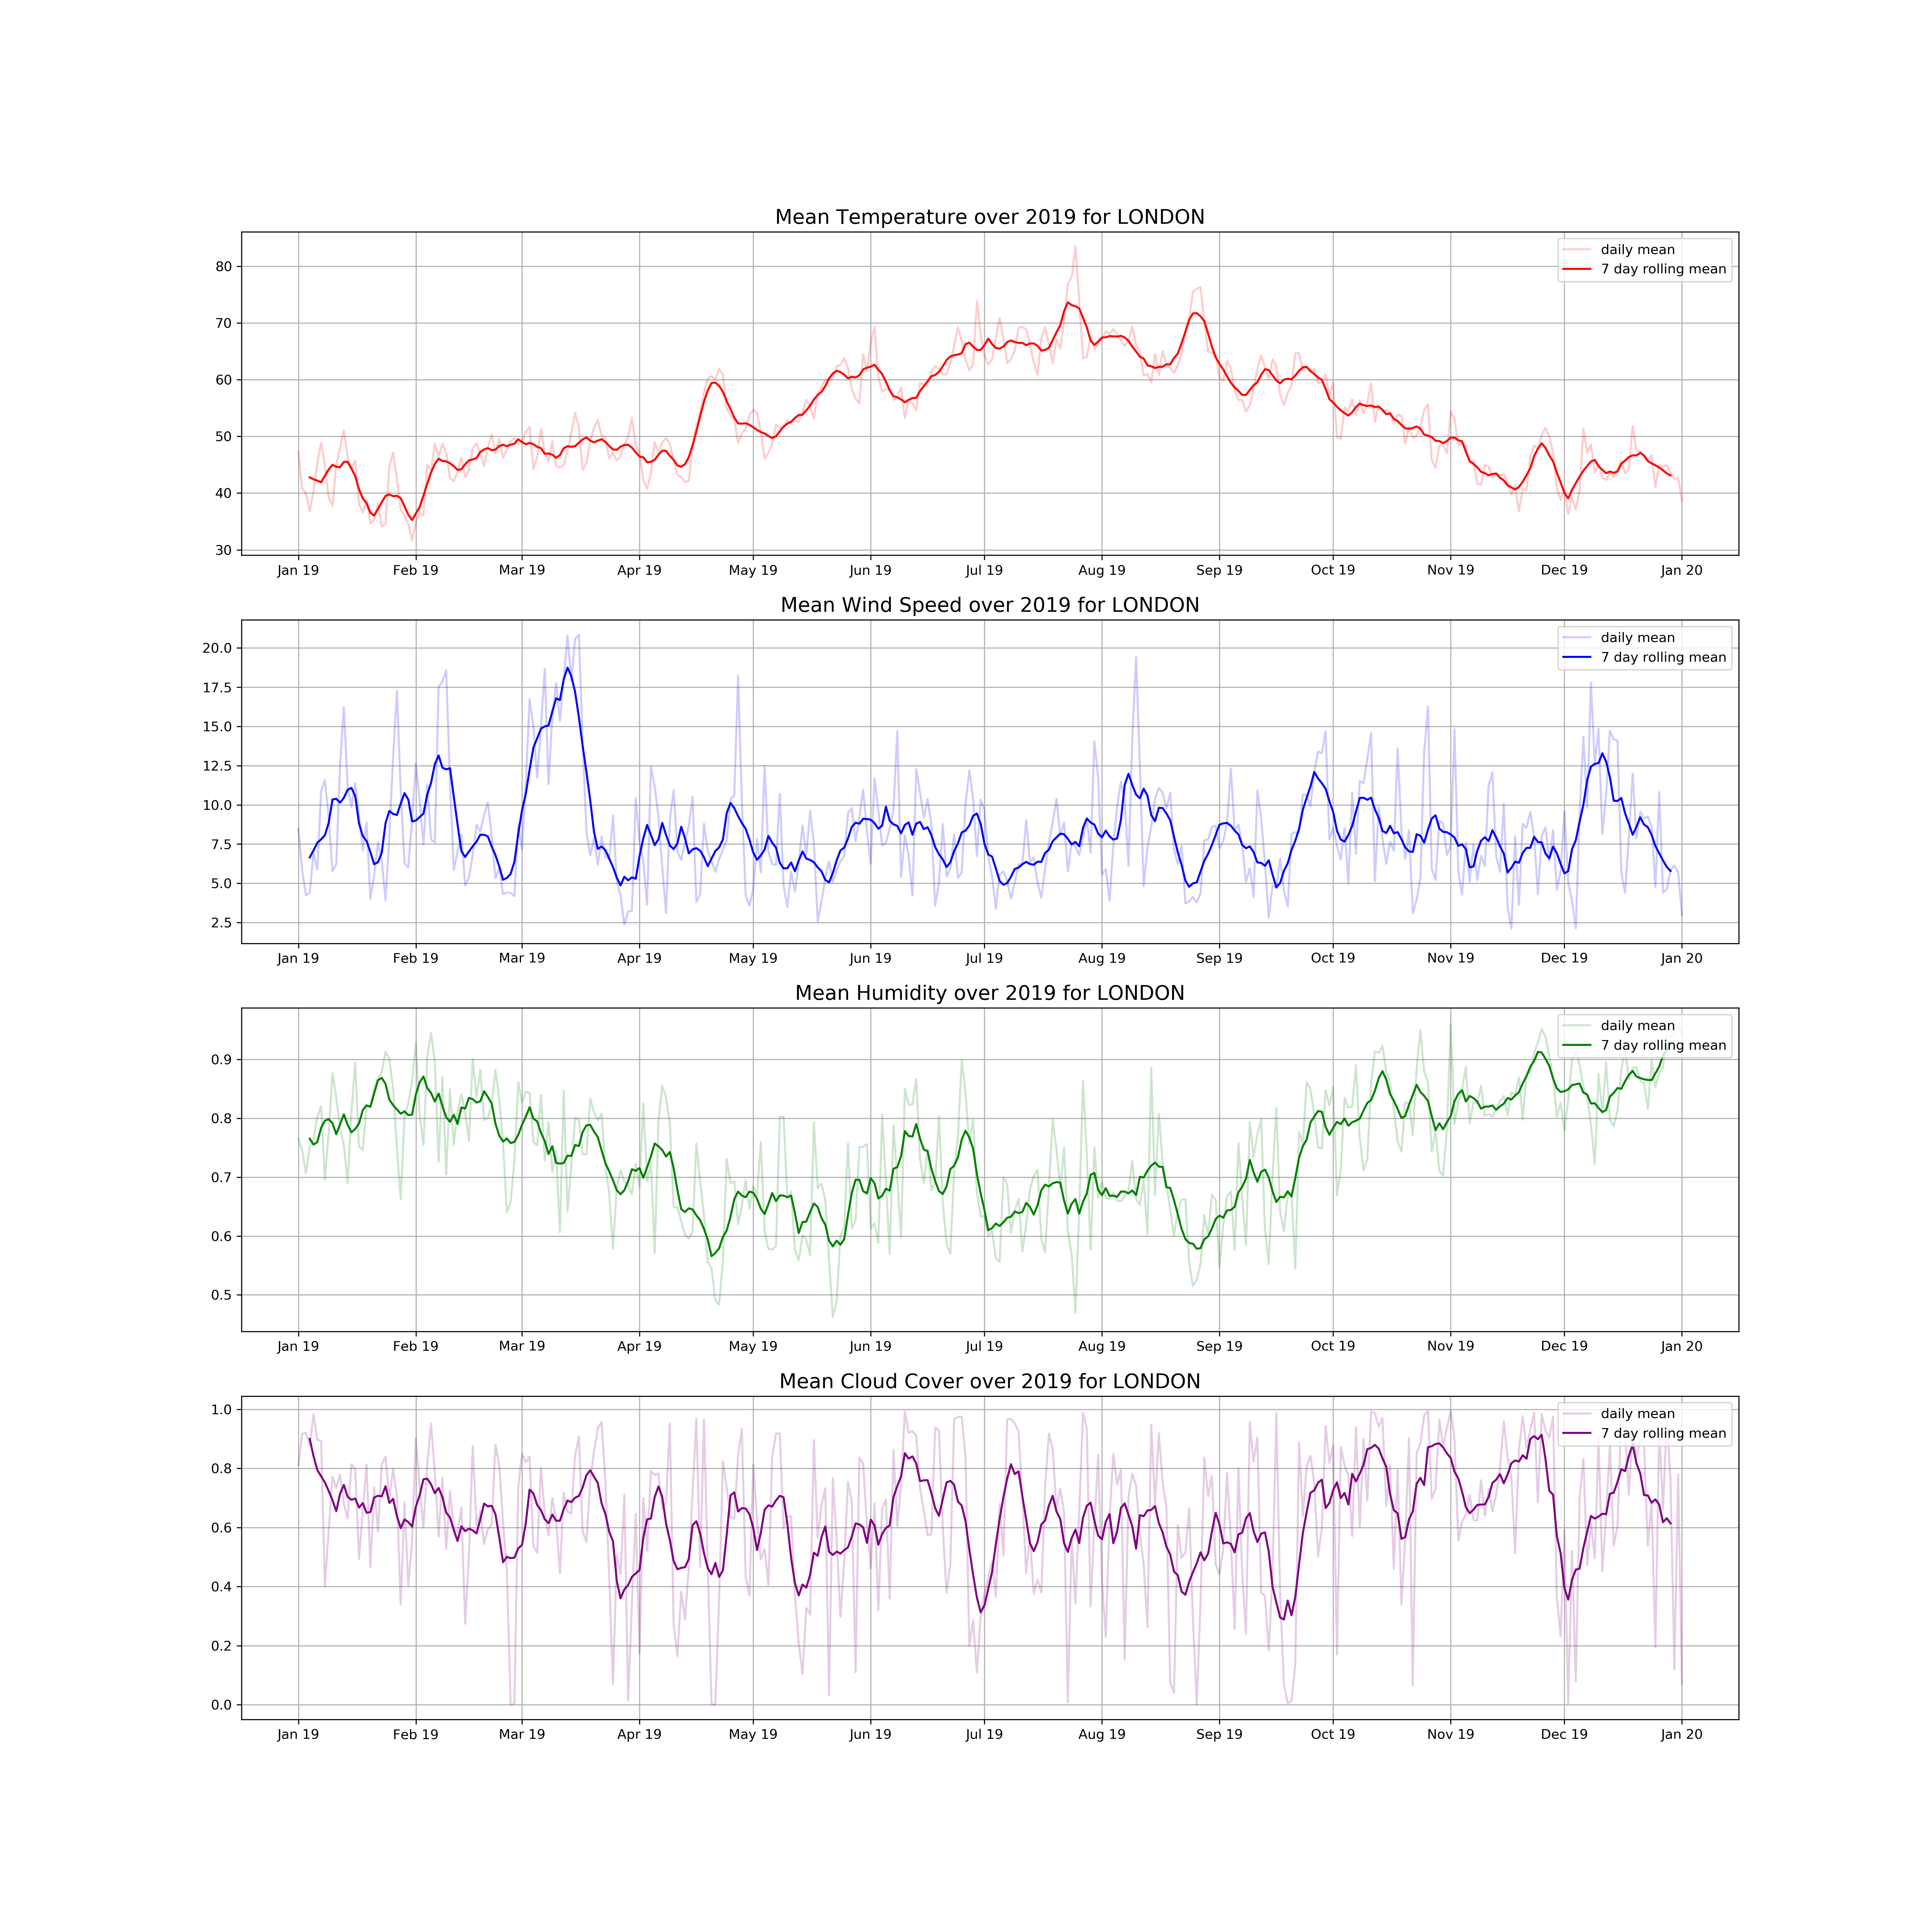 Mean Temperature over 2019 for LONDON
daily mean
7 day rolling mean
80
70
60
50
40
30
Jan 19 Feb 19 Mar 19 Apr 19 May 19 Jun 19 Jul 19 Aug 19 Sep 19 Oct 19 Nov 19 Dec 19 Jan 20
Mean Wind Speed over 2019 for LONDON
daily mean
7 day rolling mean
20.0
17.5
15.0
12.5
10.0
7.5
5.0
2.5
Jan 19 Feb 19 Mar 19 Apr 19 May 19 Jun 19 Jul 19 Aug 19 Sep 19 Oct 19 Nov 19 Dec 19 Jan 20
Mean Humidity over 2019 for LONDON
daily mean
7 day rolling mean
0.9
0.8
0.7
0.6
0.5
Jan 19 Feb 19 Mar 19 Apr 19 May 19 Jun 19 Jul 19 Aug 19 Sep 19 Oct 19 Nov 19 Dec 19 Jan 20
Mean Cloud Cover over 2019 for LONDON
daily mean
7 day rolling mean
1.0
0.8
0.6
0.4
0.2
0.0
Jan 19 Feb 19 Mar 19 Apr 19 May 19 Jun 19 Jul 19 Aug 19 Sep 19 Oct 19 Nov 19 Dec 19 Jan 20